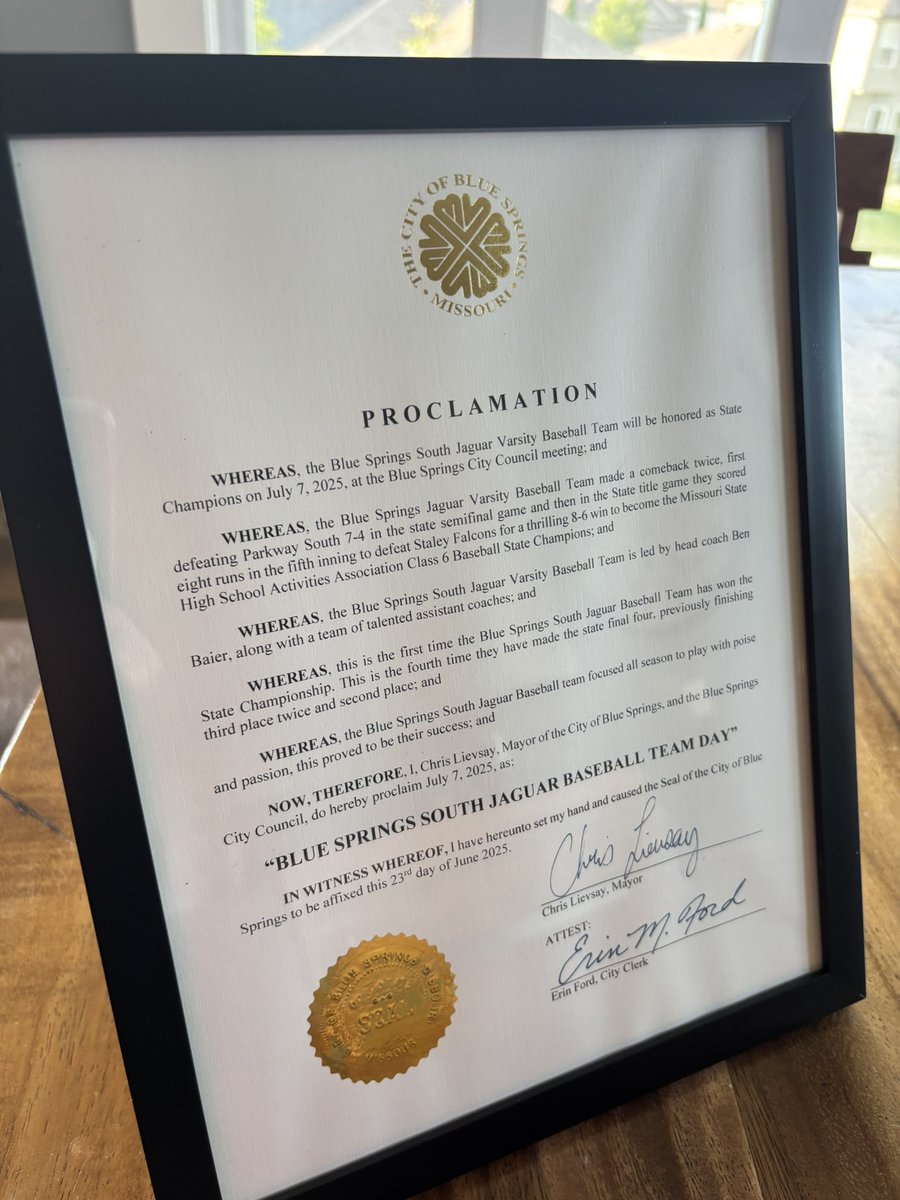 THE CITY OF BLUE SPRINGS
• MISSOURI •
PROCLAMATION
WHEREAS, the Blue Springs South Jaguar Varsity Baseball Team will be honored as State
Champions on July 7, 2025, at the Blue Springs City Council meeting; and
WHEREAS, the Blue Springs Jaguar Varsity Baseball Team made a comeback twice, first
defeating Parkway South 7-4 in the state semifinal game and then in the State title game they scored
eight runs in the fifth inning to defeat Staley Falcons for a thrilling 8-6 win to become the Missouri State
High School Activities Association Class 6 Baseball State Champions; and
WHEREAS, the Blue Springs South Jaguar Varsity Baseball Team is led by head coach Ben
Baier, along with a team of talented assistant coaches; and
WHEREAS, this is the first time the Blue Springs South Jaguar Baseball Team has won the
State Championship. This is the fourth time they have made the state final four, previously finishing
third place twice and second place; and
WHEREAS, the Blue Springs South Jaguar Baseball team focused all season to play with poise
and passion, this proved to be their success; and
NOW, THEREFORE, I, Chris Lievsay, Mayor of the City of Blue Springs, and the Blue Springs
City Council, do hereby proclaim July 7, 2025, as:
“BLUE SPRINGS SOUTH JAGUAR BASEBALL TEAM DAY”
IN WITNESS WHEREOF, I have hereunto set my hand and caused the Seal of the City of Blue
Springs to be affixed this 23rd day of June 2025.
Chris Lievsay
Chris Lievsay, Mayor
ATTEST:
Erin M. Ford
Erin Ford, City Clerk
OF BLUE SPRINGS
SEAL
MISSOURI